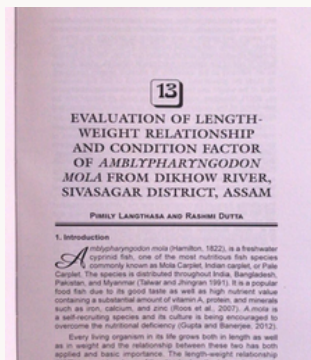 13
EVALUATION OF LENGTH-
WEIGHT RELATIONSHIP
AND CONDITION FACTOR
OF AMBLYPHARYNGODON
MOLA FROM DIKHOW RIVER,
SIVASAGAR DISTRICT, ASSAM
PIMILY LANGTHASA AND RASHMI DUTTA
1. Introduction
Amblypharyngodon mola (Hamilton, 1822), is a freshwater
cyprinid fish, one of the most nutritious fish species
commonly known as Mola Carplet, Indian carplet, or Pale
Carplet. The species is distributed throughout India, Bangladesh,
Pakistan, and Myanmar (Talwar and Jhingran 1991). It is a popular
food fish due to its good taste as well as high nutrient value
containing a substantial amount of vitamin A, protein, and minerals
such as iron, calcium, and zinc (Roos et al., 2007). A.mola is
a self-recruiting species and its culture is being encouraged to
overcome the nutritional deficiency (Gupta and Banerjee, 2012).
Every living organism in its life grows both in length as well
as in weight and the relationship between these two has both
applied and basic importance. The length-weight relationship